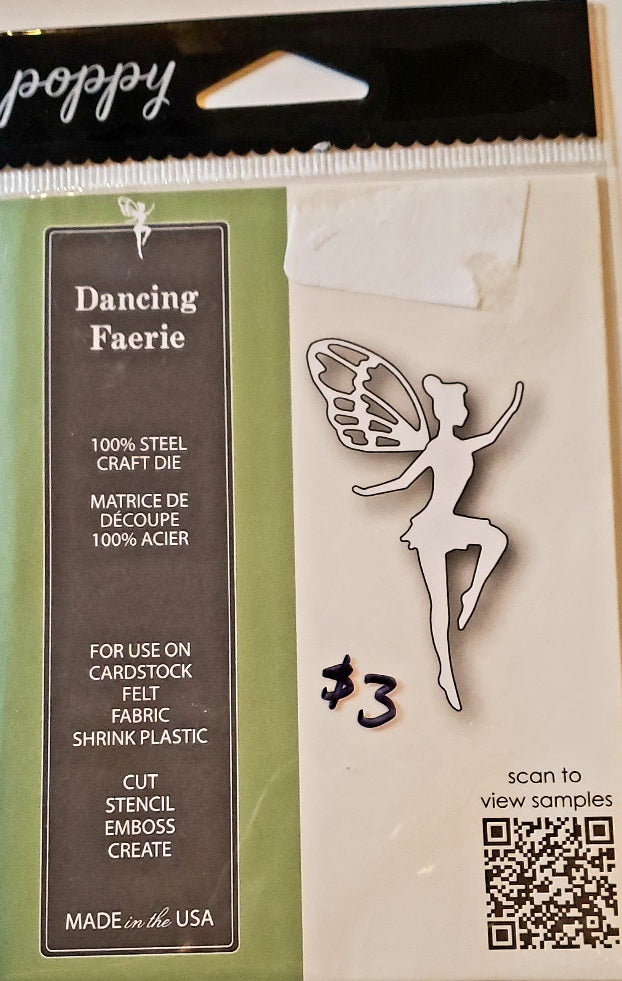 poppy
Dancing
Faerie
100% STEEL
CRAFT DIE
MATRICE DE
DÉCOUPE
100% ACIER
FOR USE ON
CARDSTOCK
FELT
FABRIC
SHRINK PLASTIC
CUT
STENCIL
EMBOSS
CREATE
MADE in the USA
$3
scan to
view samples